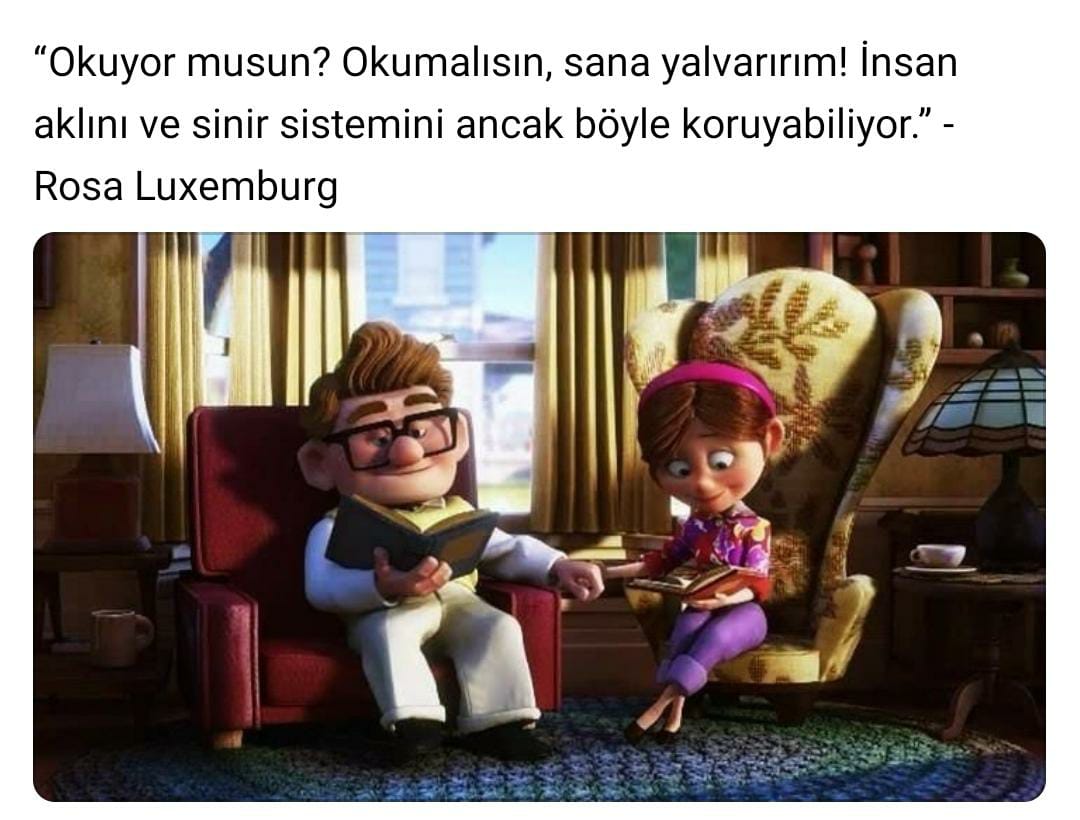 “Okuyor musun? Okumalısın, sana yalvarırım! İnsan
aklını ve sinir sistemini ancak böyle koruyabiliyor.” -
Rosa Luxemburg